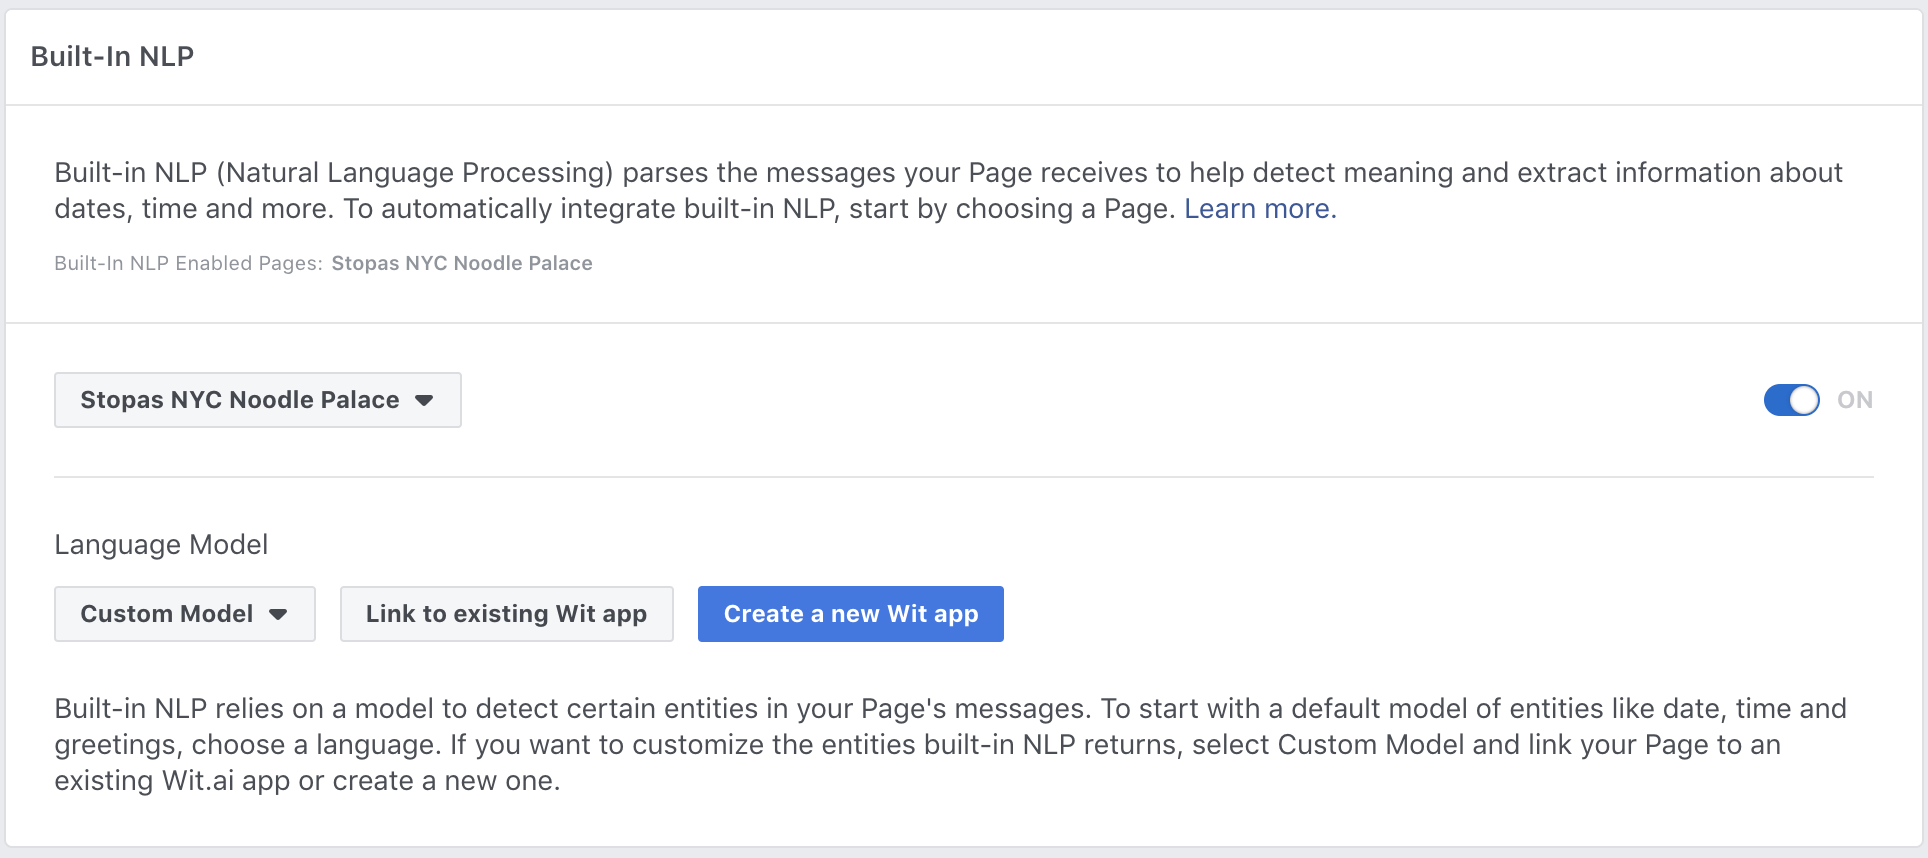 Built-In NLP
Built-in NLP (Natural Language Processing) parses the messages your Page receives to help detect meaning and extract information about
dates, time and more. To automatically integrate built-in NLP, start by choosing a Page. Learn more.
Built-In NLP Enabled Pages: Stopas NYC Noodle Palace
Stopas NYC Noodle Palace
ON
Language Model
Custom Model
Link to existing Wit app
Create a new Wit app
Built-in NLP relies on a model to detect certain entities in your Page's messages. To start with a default model of entities like date, time and
greetings, choose a language. If you want to customize the entities built-in NLP returns, select Custom Model and link your Page to an
existing Wit.ai app or create a new one.